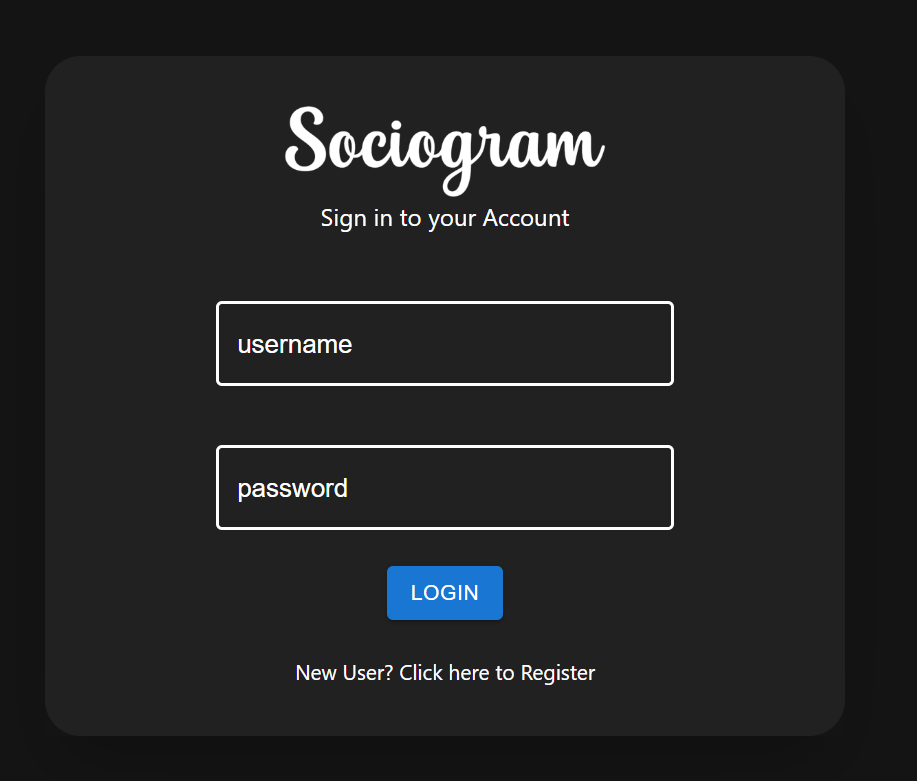 Sociogram
Sign in to your Account
username
password
LOGIN
New User? Click here to Register